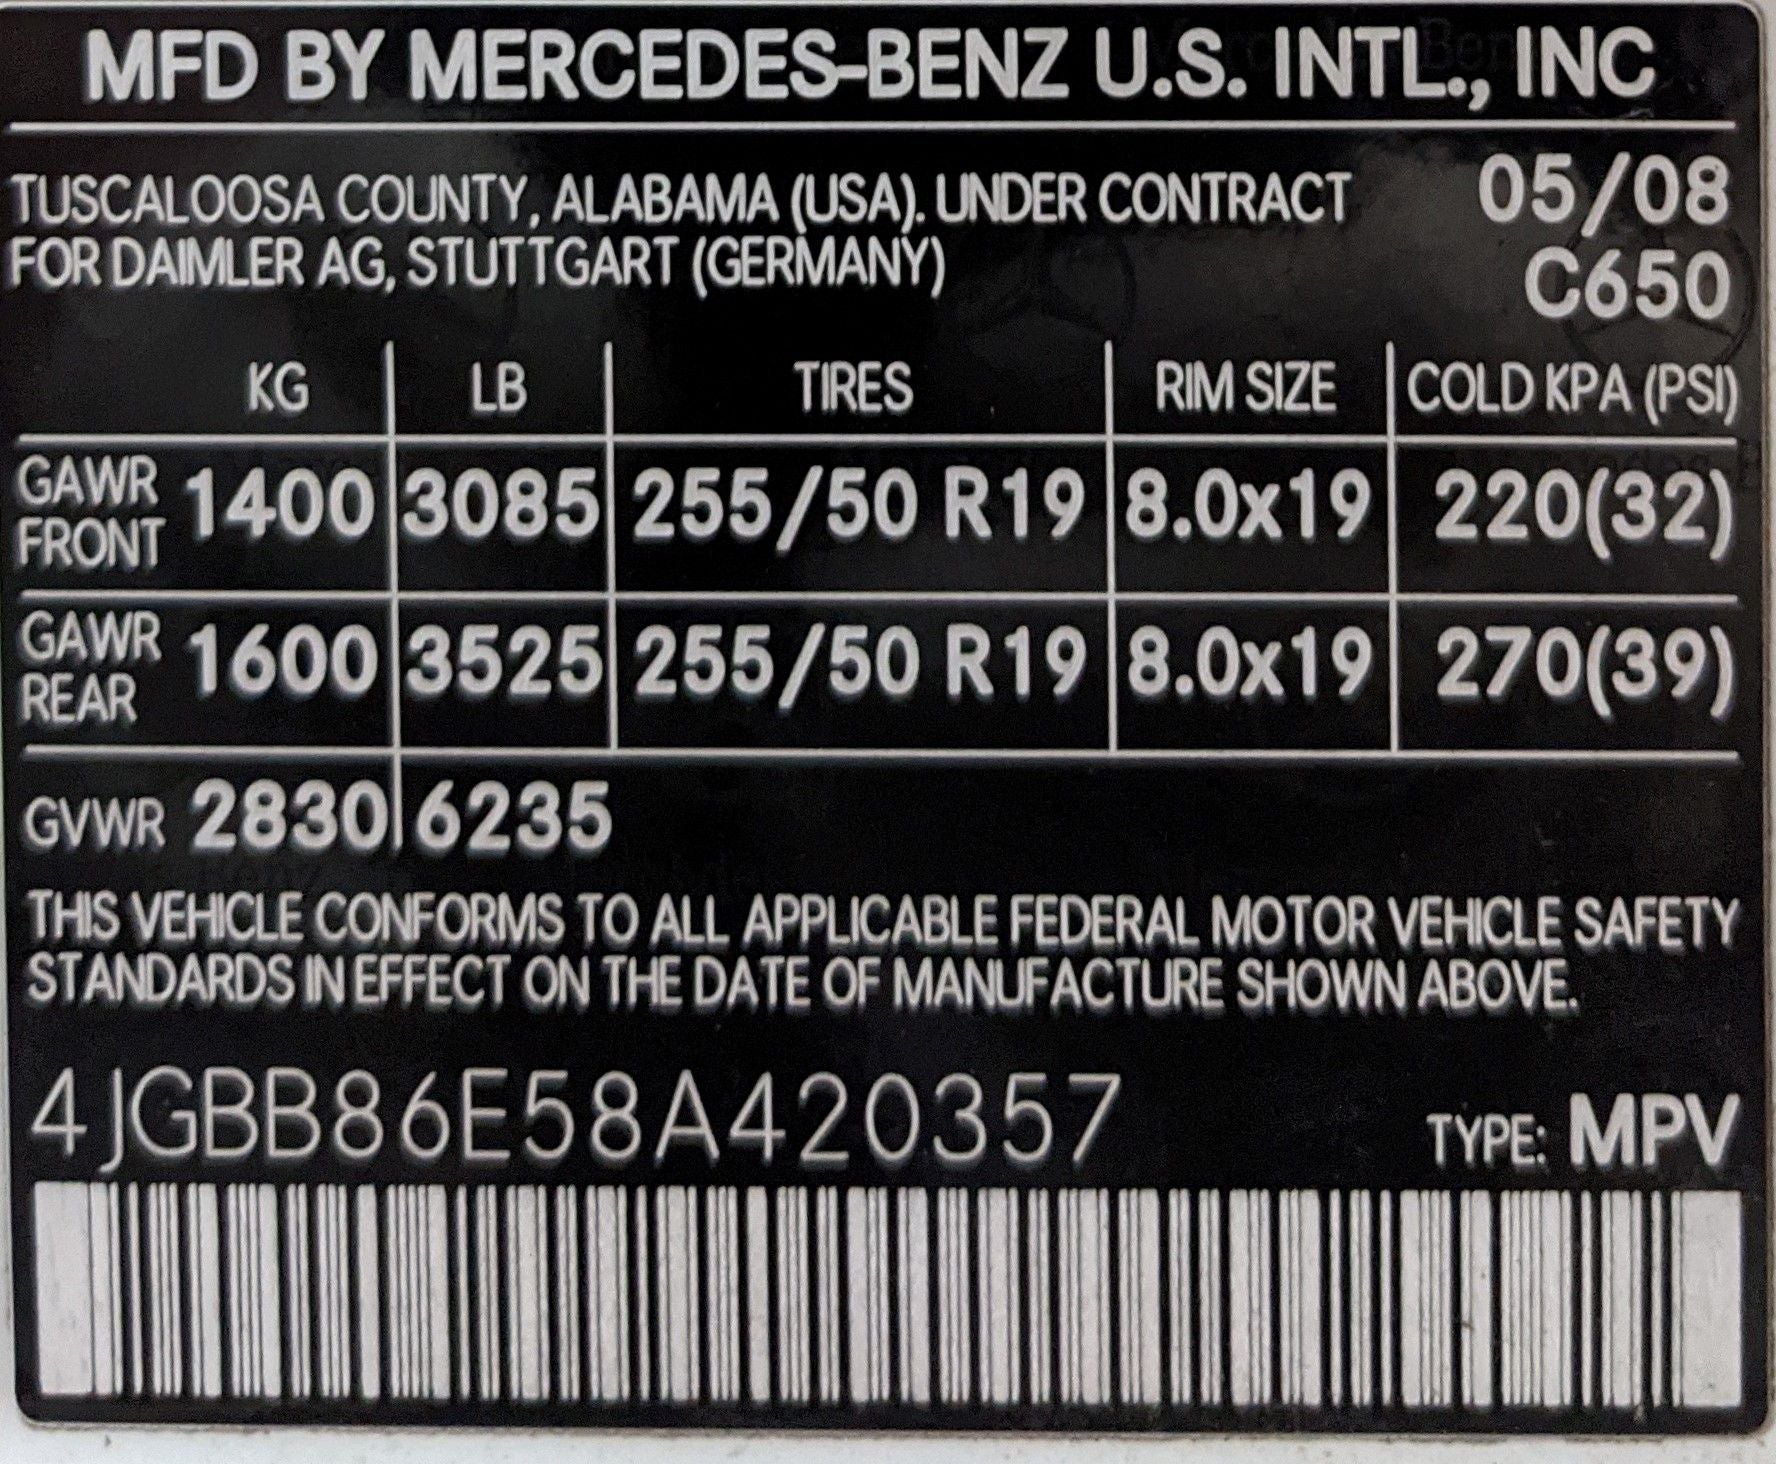 MFD BY MERCEDES-BENZ U.S. INTL., INC
TUSCALOOSA COUNTY, ALABAMA (USA). UNDER CONTRACT 05/08
FOR DAIMLER AG, STUTTGART (GERMANY) C650
KG LB TIRES RIM SIZE COLD KPA (PSI)
GAWR FRONT 1400 3085 255/50 R19 8.0x19 220(32)
GAWR REAR 1600 3525 255/50 R19 8.0x19 270(39)
GVWR 2830 6235
THIS VEHICLE CONFORMS TO ALL APPLICABLE FEDERAL MOTOR VEHICLE SAFETY
STANDARDS IN EFFECT ON THE DATE OF MANUFACTURE SHOWN ABOVE.
4JGBB86E58A420357 TYPE: MPV